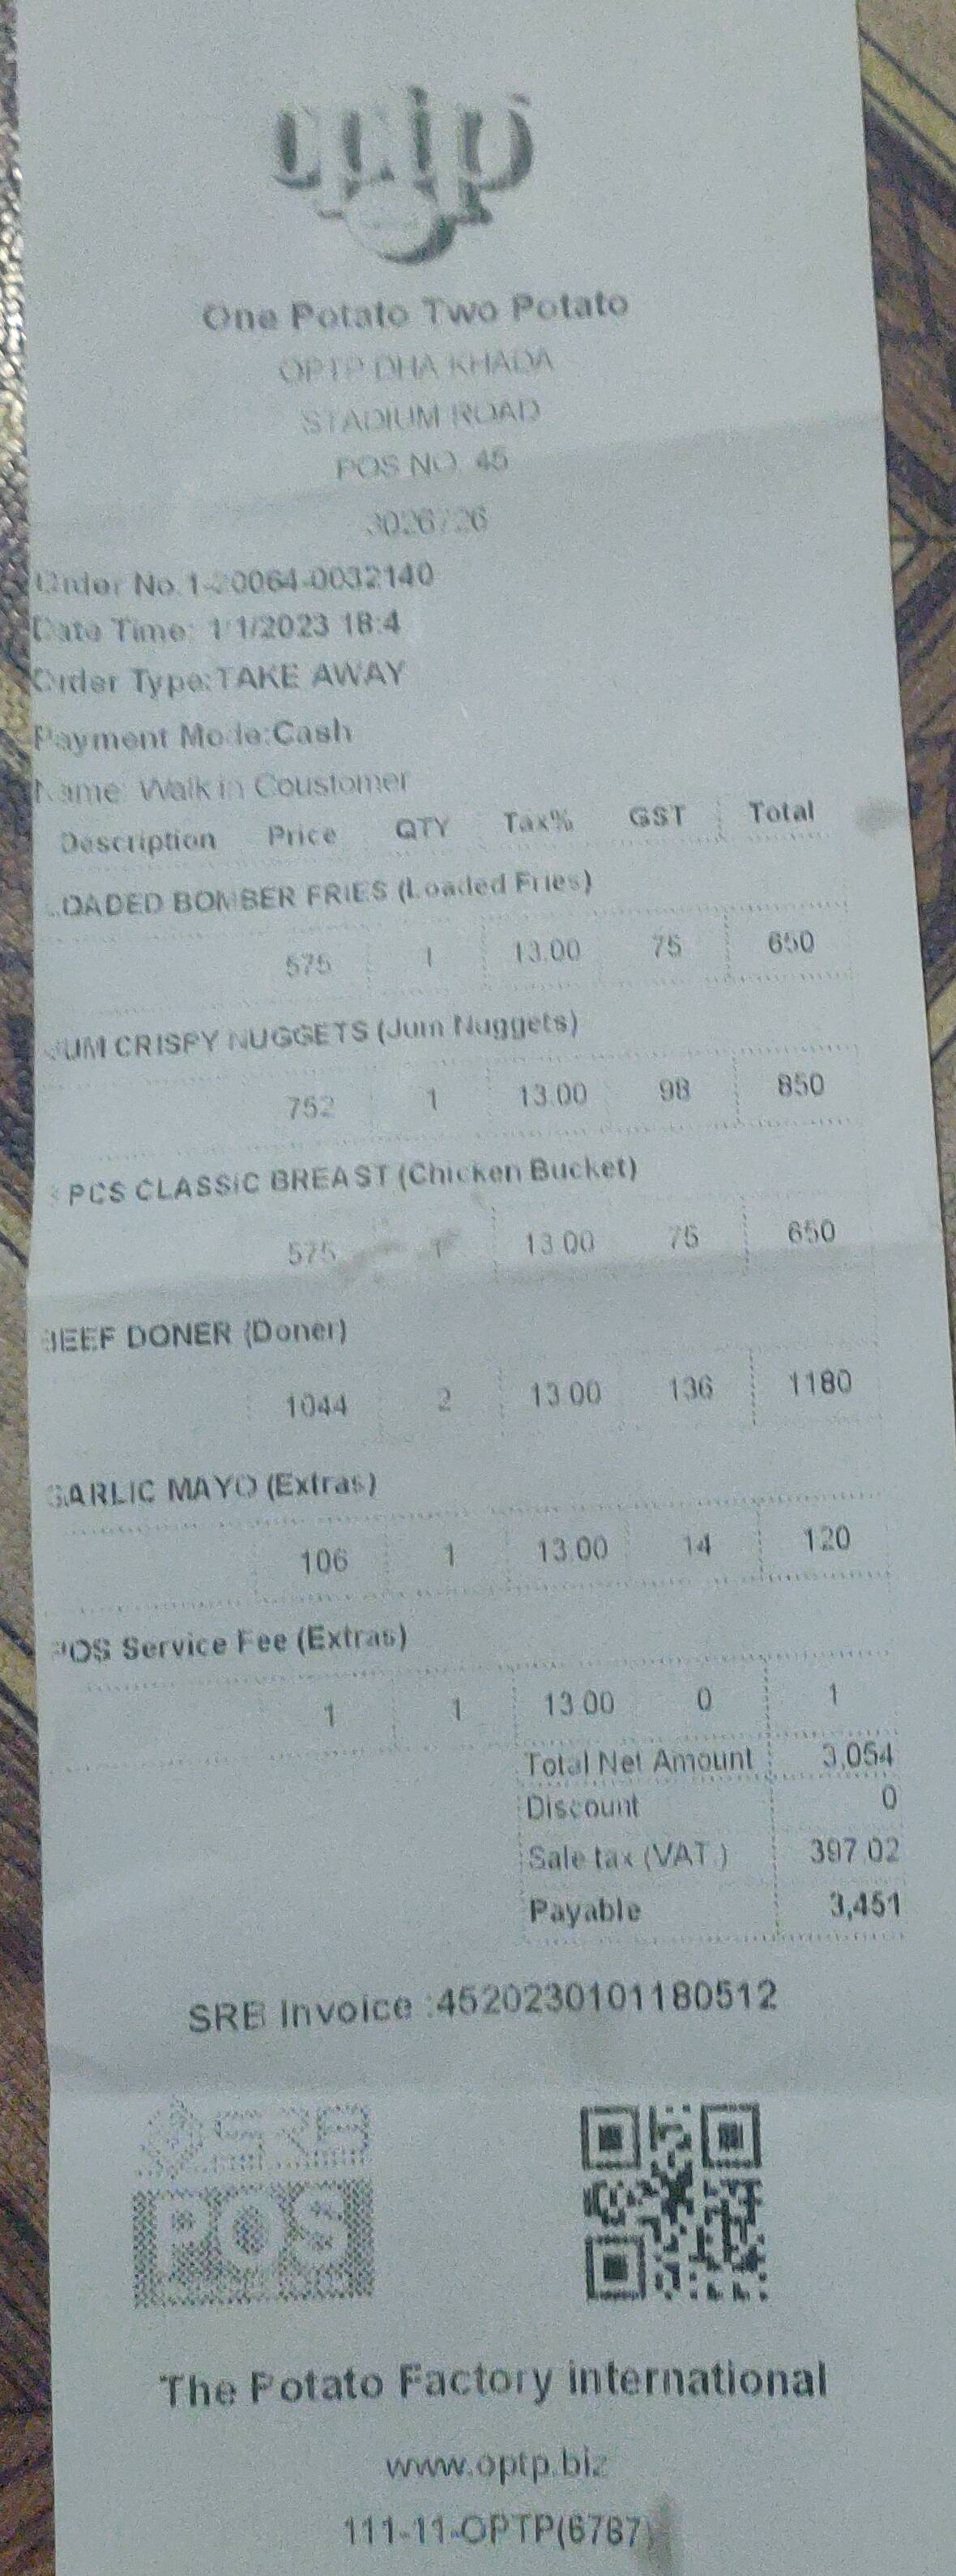 One Potato Two Potato
OPTP DHA KHADA
STADIUM ROAD
POS NO. 45
3026726
Order No.1-20064-0032140
Date Time: 1/1/2023 18:4
Order Type:TAKE AWAY
Payment Mode:Cash
Name: Walk in Coustomer
Description Price QTY Tax% GST Total
LOADED BOMBER FRIES (Loaded Fries)
575 1 13.00 75 650
JUM CRISPY NUGGETS (Jum Nuggets)
752 1 13.00 98 850
PCS CLASSIC BREAST (Chicken Bucket)
575 1 13.00 75 650
BEEF DONER (Doner)
1044 2 13.00 136 1180
GARLIC MAYO (Extras)
106 1 13.00 14 120
POS Service Fee (Extras)
1 1 13.00 0 1
Total Net Amount 3,054
Discount 0
Sale tax (VAT.) 397.02
Payable 3,451
SRB Invoice :4520230101180512
POS
The Potato Factory international
www.optp.biz
111-11-OPTP(6787)